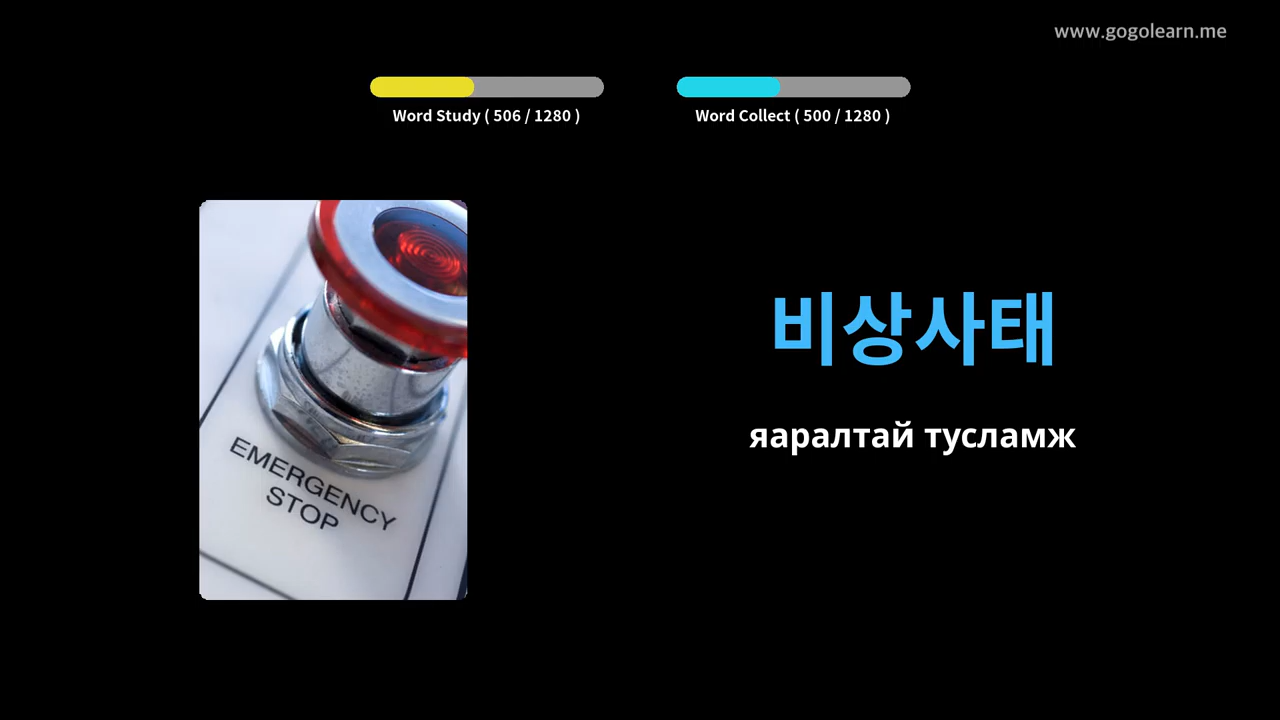 www.gogolearn.me
Word Study ( 506 / 1280 )
Word Collect ( 500 / 1280 )
EMERGENCY
STOP
비상사태
яаралтай тусламж